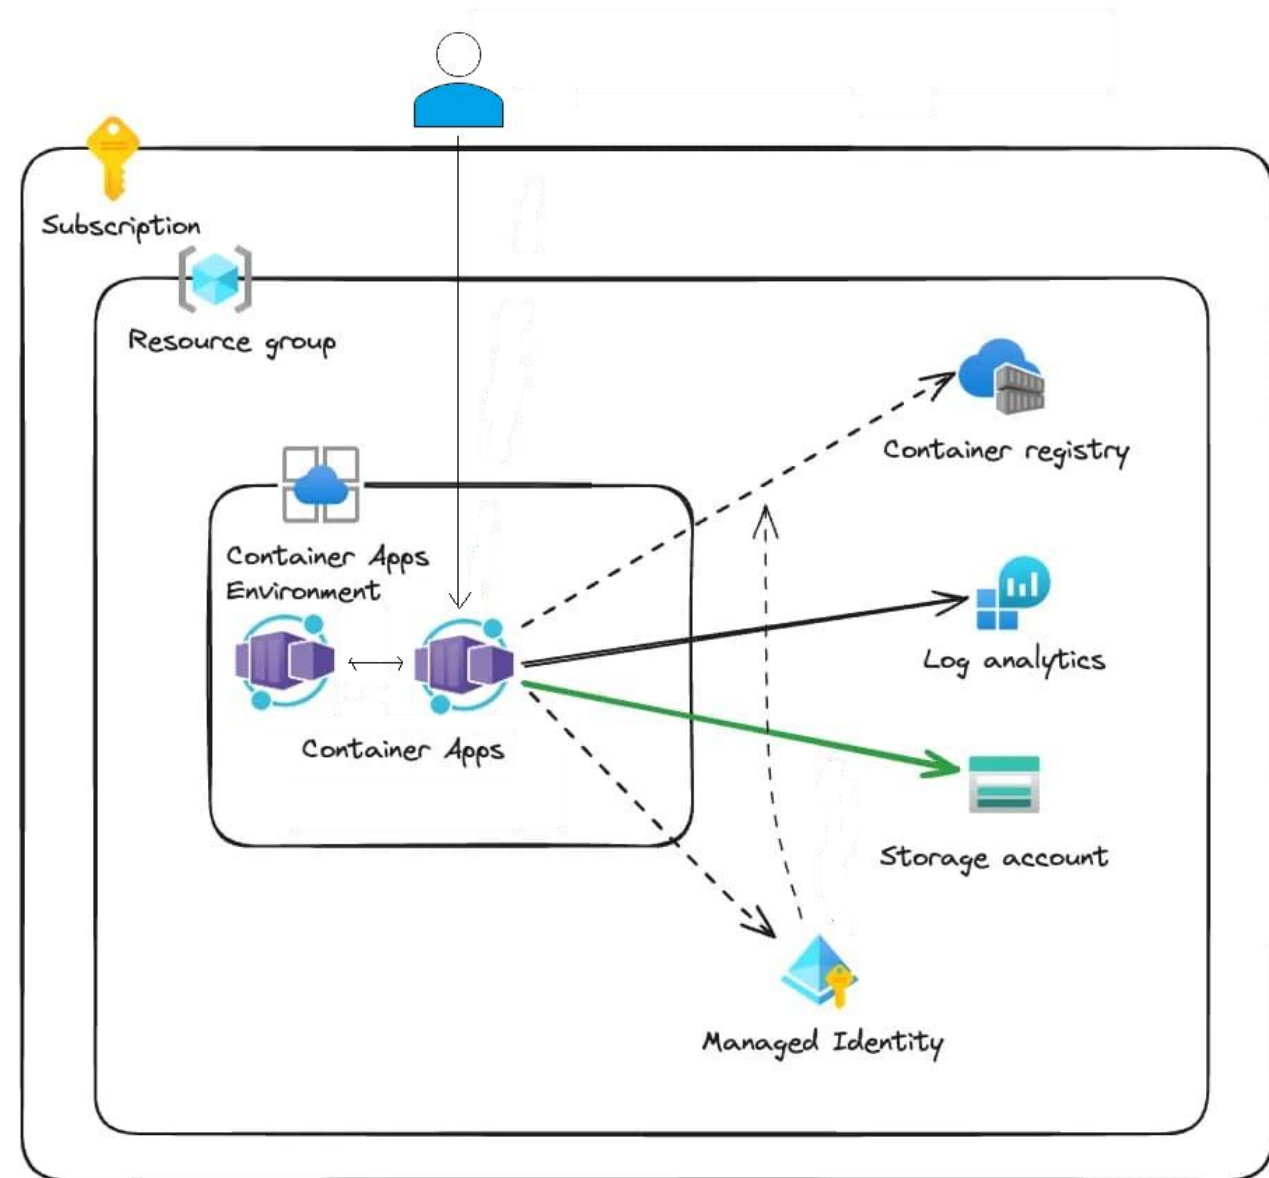 Subscription
Resource group
Container registry
Container Apps
Environment
Log analytics
Container Apps
Storage account
Managed Identity